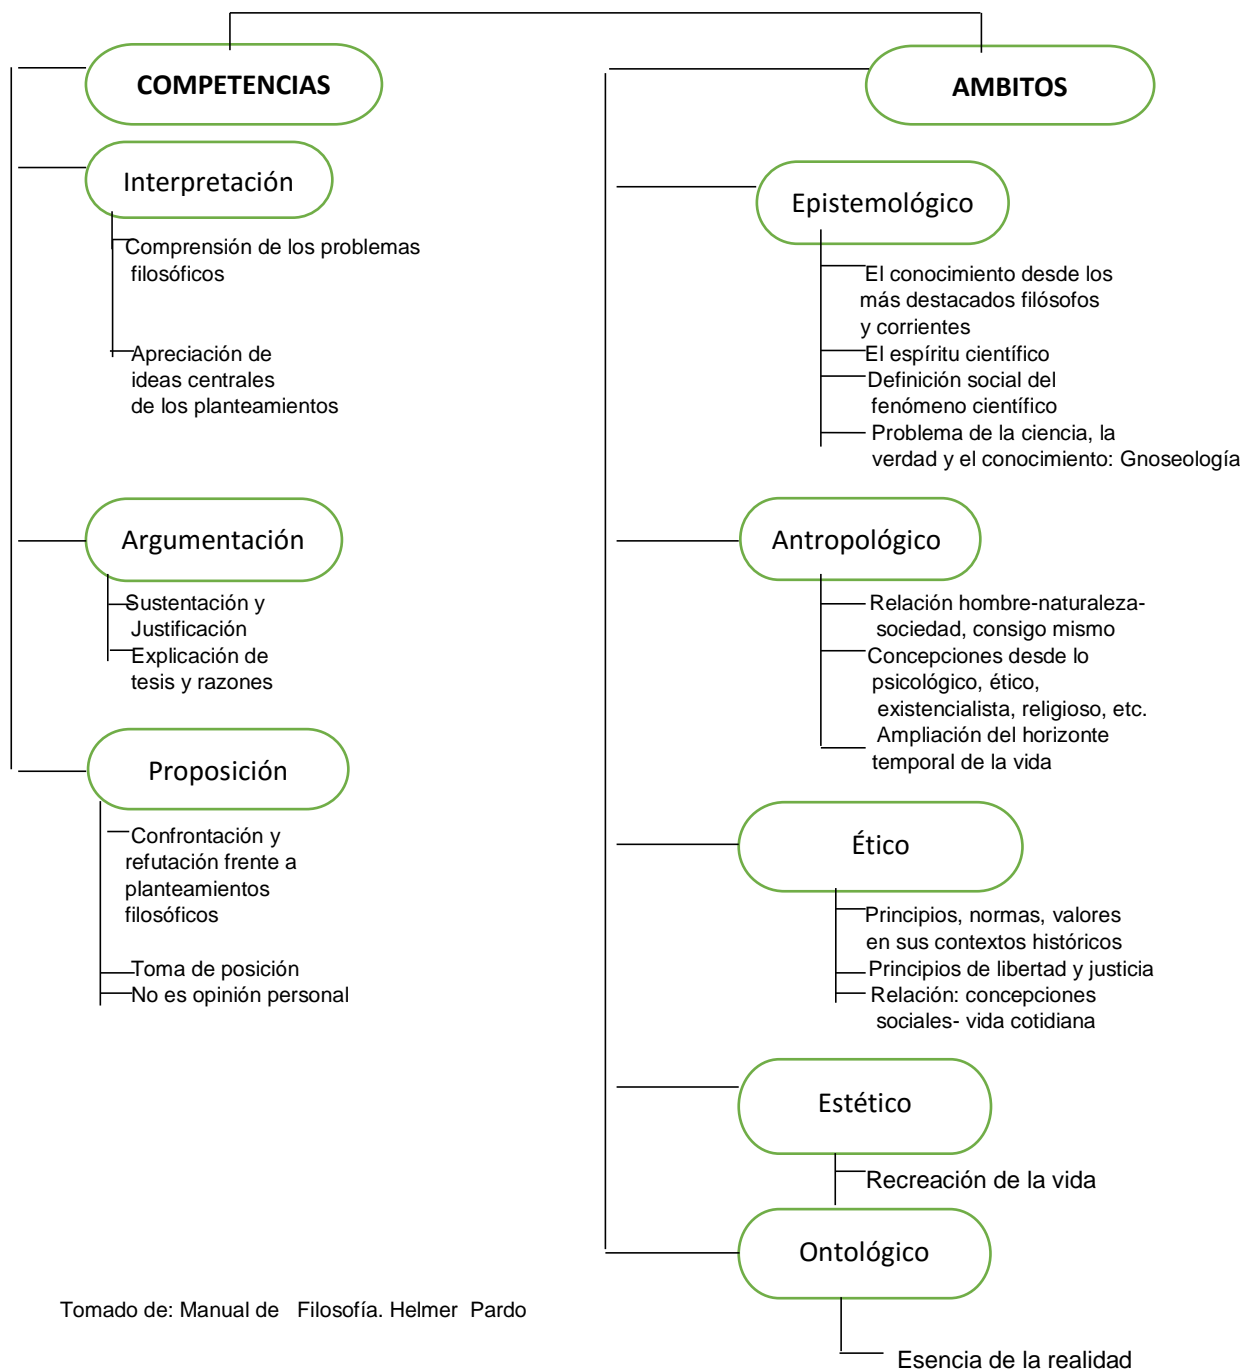 COMPETENCIAS
Interpretación
Comprensión de los problemas
filosóficos
Apreciación de
ideas centrales
de los planteamientos
Argumentación
Sustentación y
Justificación
Explicación de
tesis y razones
Proposición
Confrontación y
refutación frente a
planteamientos
filosóficos
Toma de posición
No es opinión personal
AMBITOS
Epistemológico
El conocimiento desde los
más destacados filósofos
y corrientes
El espíritu científico
Definición social del
fenómeno científico
Problema de la ciencia, la
verdad y el conocimiento: Gnoseología
Antropológico
Relación hombre-naturaleza-
sociedad, consigo mismo
Concepciones desde lo
psicológico, ético,
existencialista, religioso, etc.
Ampliación del horizonte
temporal de la vida
Ético
Principios, normas, valores
en sus contextos históricos
Principios de libertad y justicia
Relación: concepciones
sociales- vida cotidiana
Estético
Recreación de la vida
Ontológico
Esencia de la realidad
Tomado de: Manual de Filosofía. Helmer Pardo